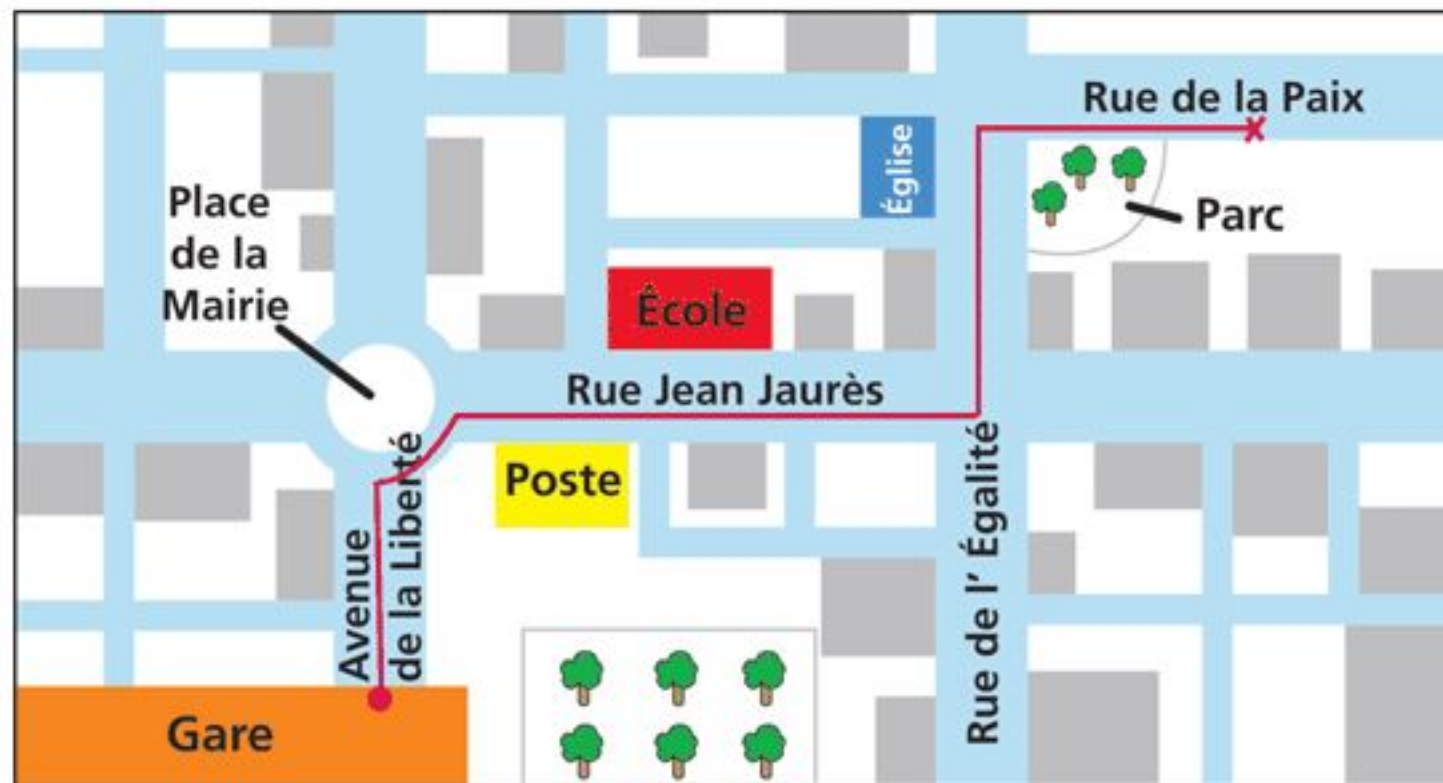 Rue de la Paix
Église
Place
de la
Mairie
Parc
École
Rue Jean Jaurès
Poste
Avenue
de la Liberté
Rue de l' Égalité
Gare